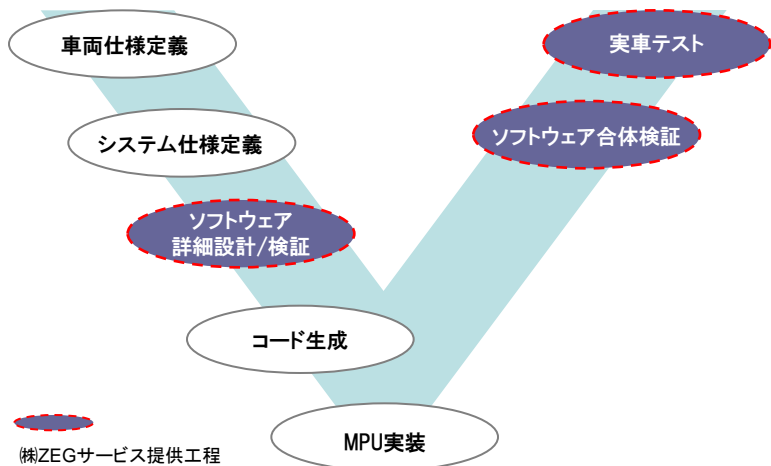 車両仕様定義
実車テスト
システム仕様定義
ソフトウェア合体検証
ソフトウェア
詳細設計/検証
コード生成
MPU実装
㈱ZEGサービス提供工程